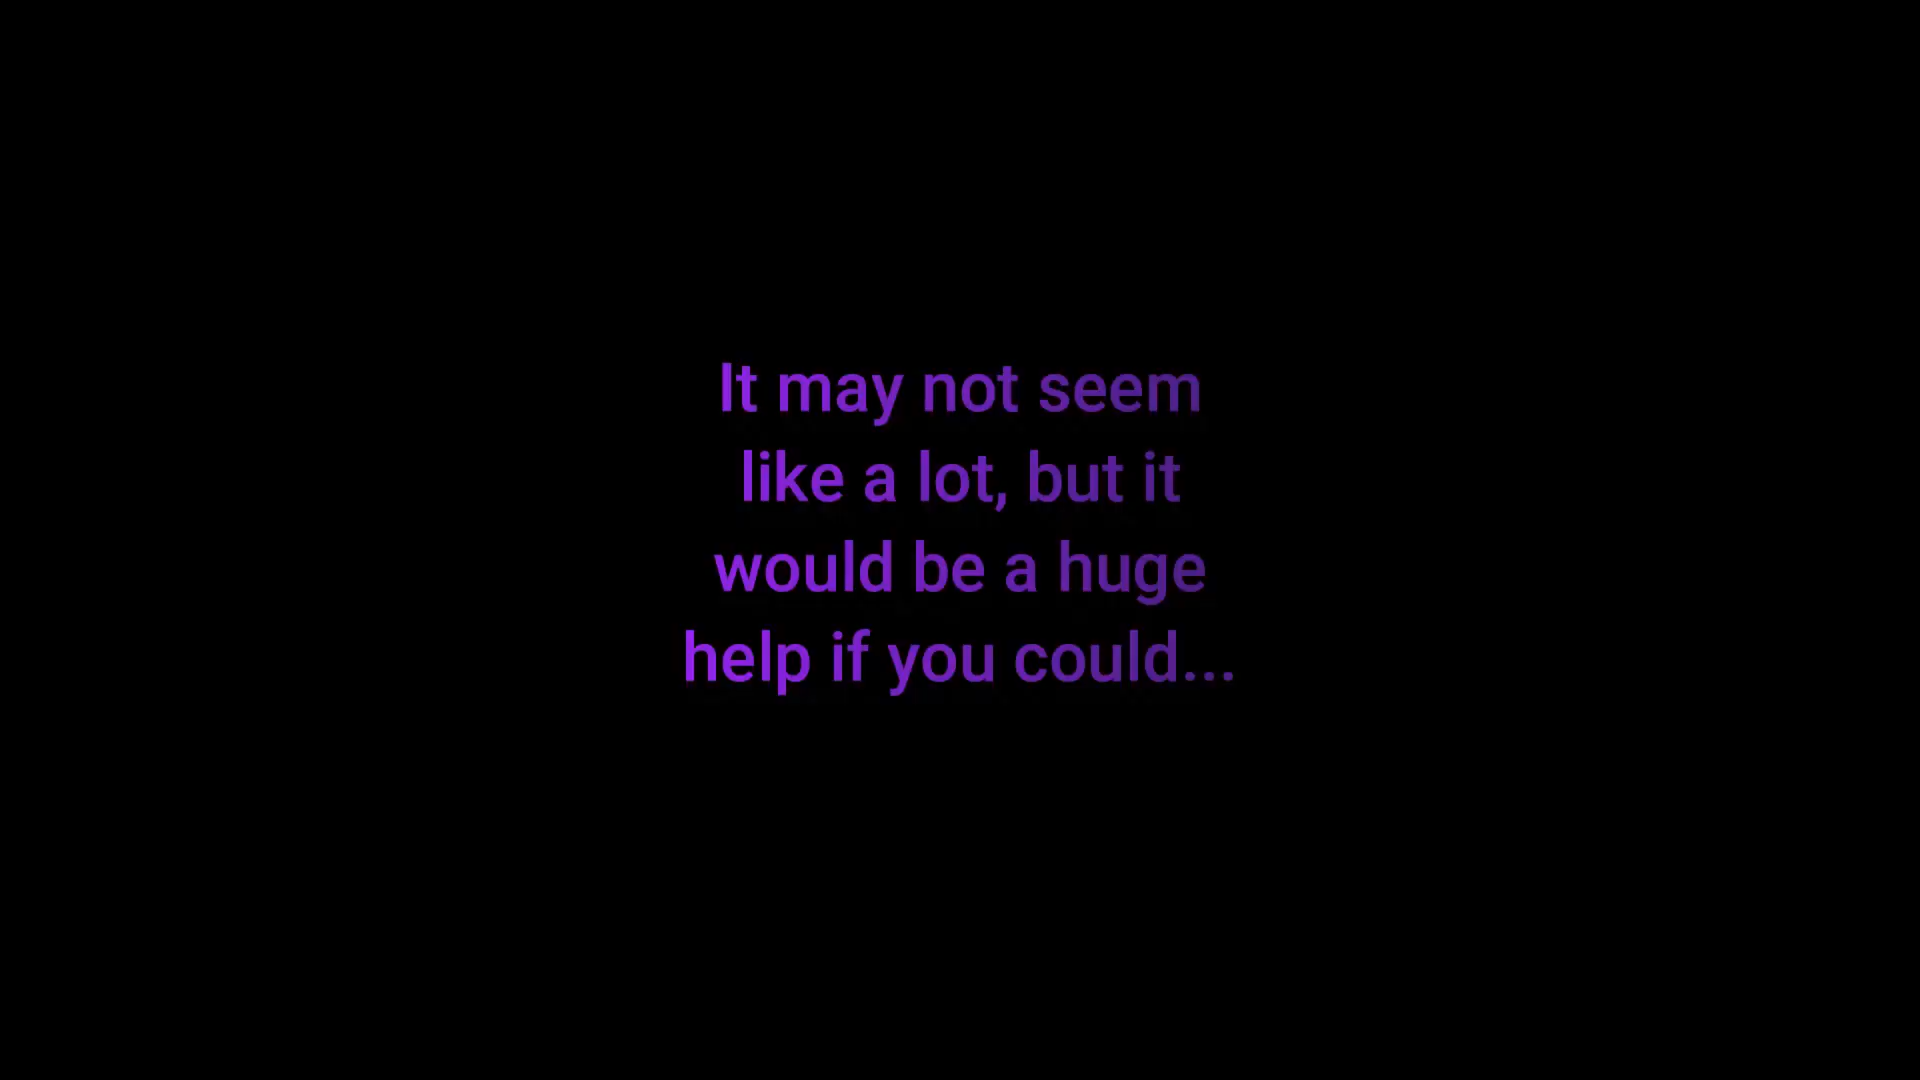 It may not seem
like a lot, but it
would be a huge
help if you could...